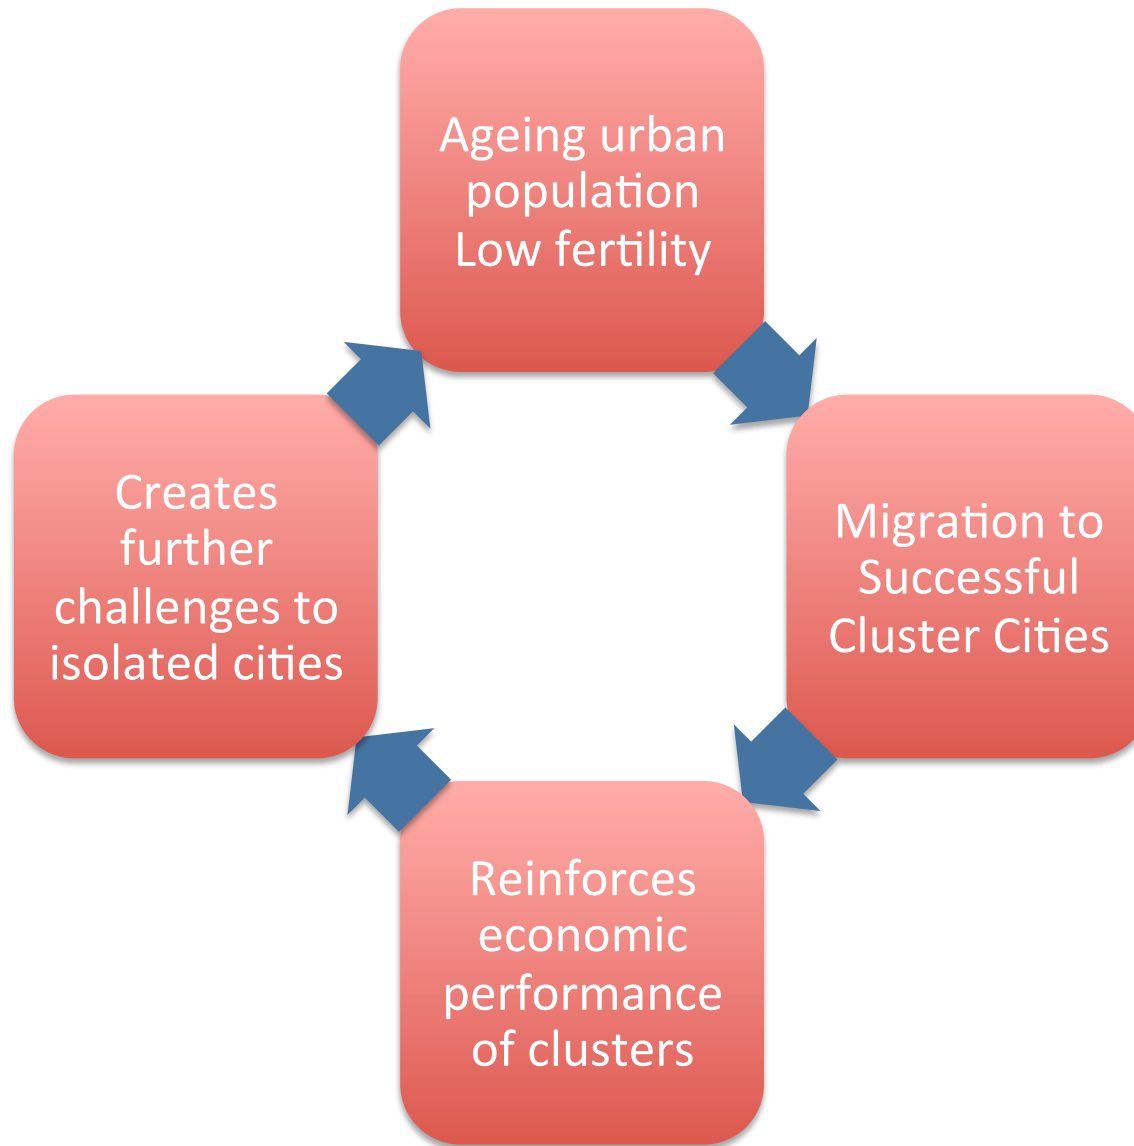 Ageing urban
population
Low fertility
Migration to
Successful
Cluster Cities
Reinforces
economic
performance
of clusters
Creates
further
challenges to
isolated cities